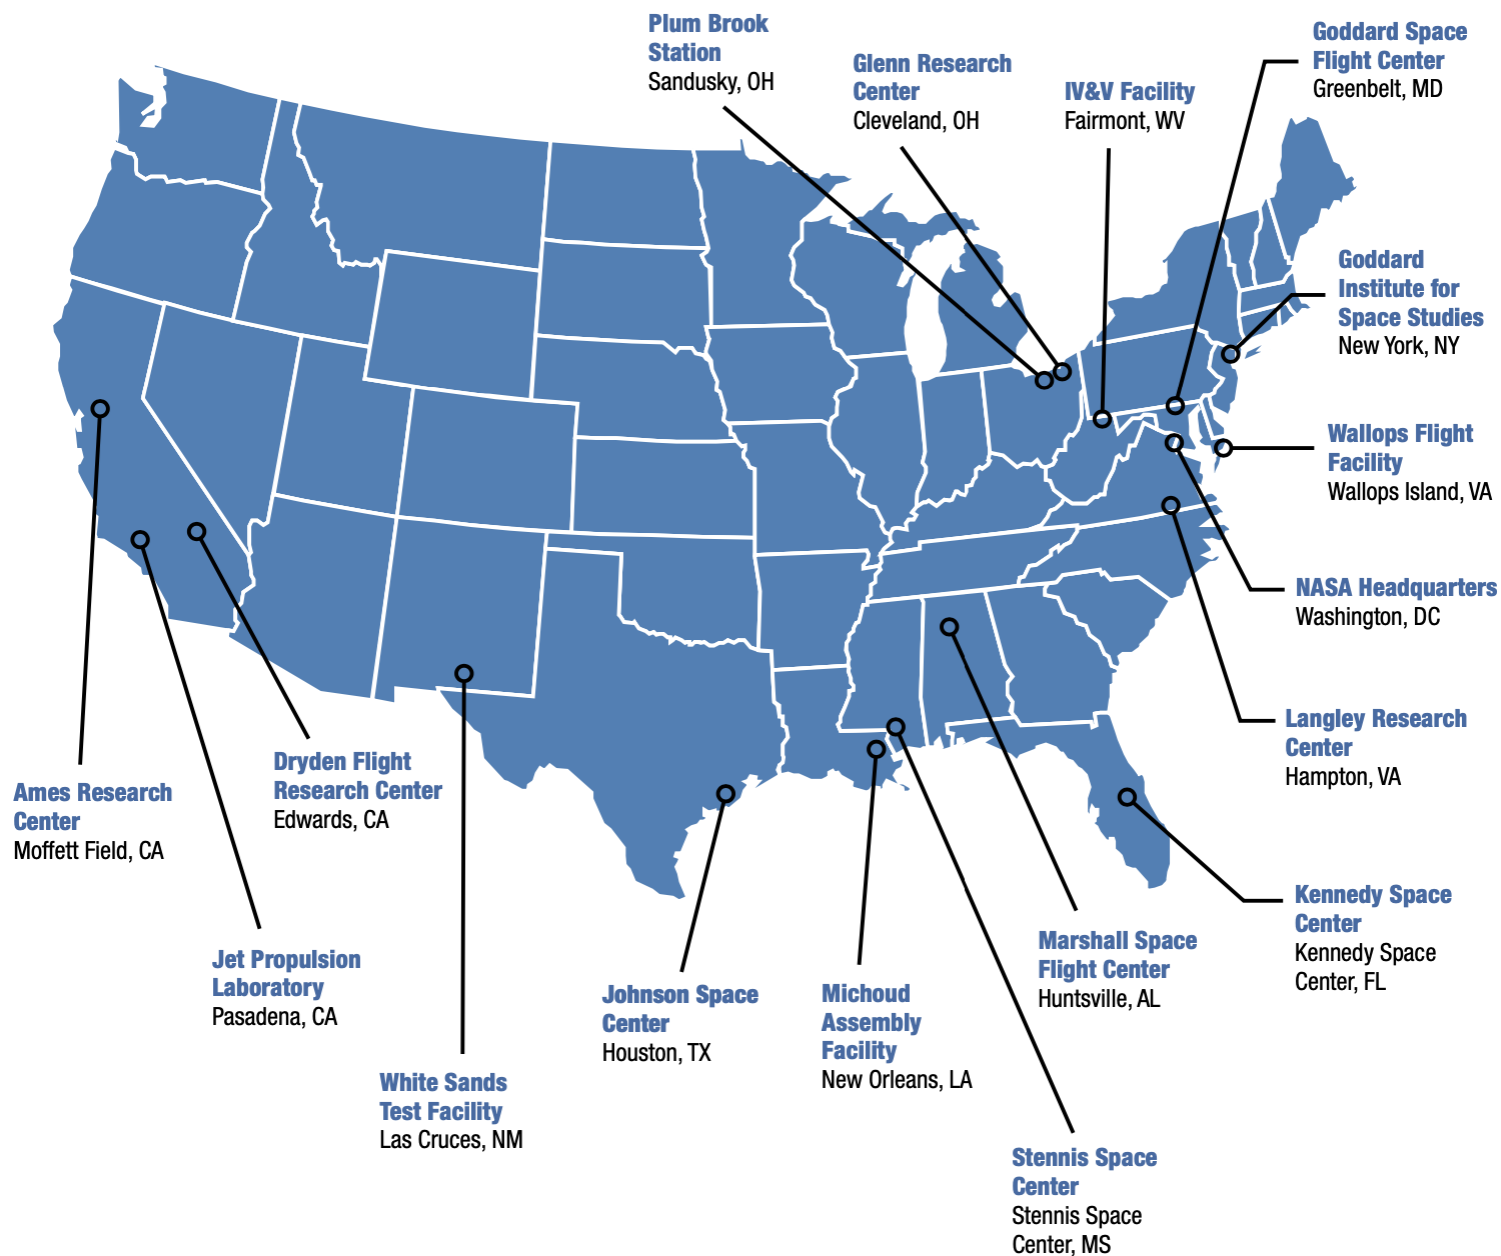 Plum Brook
Station
Sandusky, OH
Glenn Research
Center
Cleveland, OH
IV&V Facility
Fairmont, WV
Goddard Space
Flight Center
Greenbelt, MD
Goddard
Institute for
Space Studies
New York, NY
Wallops Flight
Facility
Wallops Island, VA
NASA Headquarters
Washington, DC
Langley Research
Center
Hampton, VA
Kennedy Space
Center
Kennedy Space
Center, FL
Marshall Space
Flight Center
Huntsville, AL
Stennis Space
Center
Stennis Space
Center, MS
Michoud
Assembly
Facility
New Orleans, LA
Johnson Space
Center
Houston, TX
White Sands
Test Facility
Las Cruces, NM
Jet Propulsion
Laboratory
Pasadena, CA
Dryden Flight
Research Center
Edwards, CA
Ames Research
Center
Moffett Field, CA